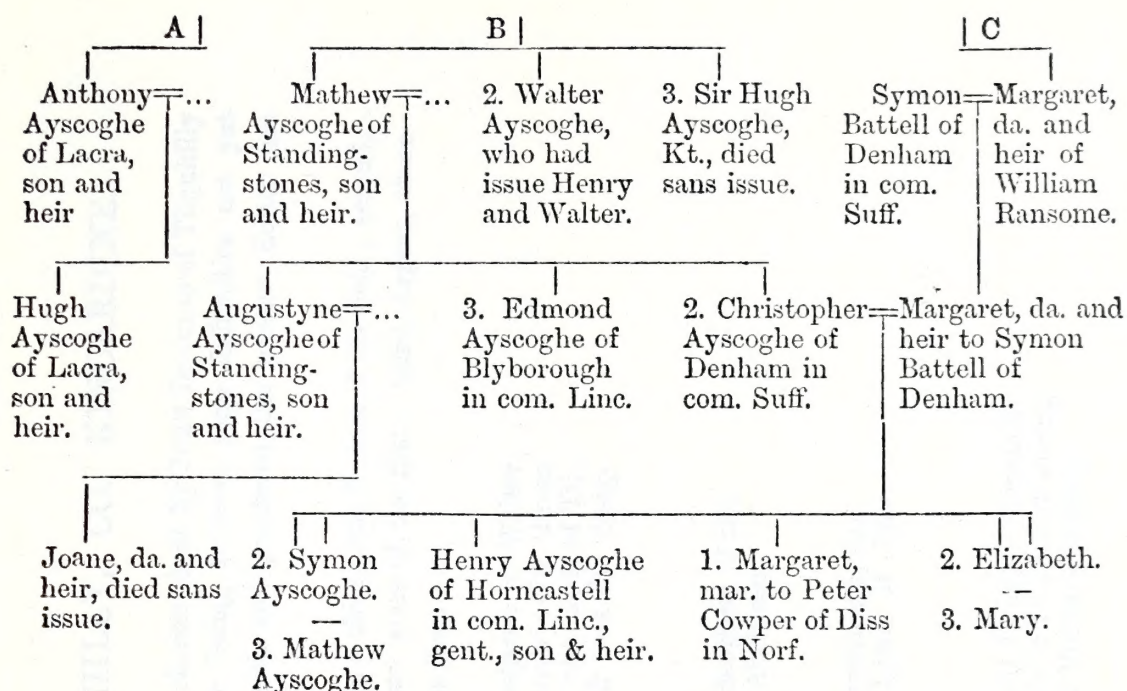 A
B
C
Anthony=...
Ayscoghe
of Lacra,
son and
heir
Mathew=...
Ayscoghe of
Standing-
stones, son
and heir.
2. Walter
Ayscoghe,
who had
issue Henry
and Walter.
3. Sir Hugh
Ayscoghe,
Kt., died
sans issue.
Symon=
Battell of
Denham
in com.
Suff.
Margaret,
da. and
heir of
William
Ransome.
Hugh
Ayscoghe
of Lacra,
son and
heir.
Augustyne=...
Ayscoghe of
Standing-
stones, son
and heir.
3. Edmond
Ayscoghe of
Blyborough
in com. Linc.
2. Christopher=
Ayscoghe of
Denham in
com. Suff.
Margaret, da. and
heir to Symon
Battell of
Denham.
Joane, da. and
heir, died sans
issue.
2. Symon
Ayscoghe.
—
3. Mathew
Ayscoghe.
Henry Ayscoghe
of Horncastell
in com. Linc.,
gent., son & heir.
1. Margaret,
mar. to Peter
Cowper of Diss
in Norf.
2. Elizabeth.
—
3. Mary.